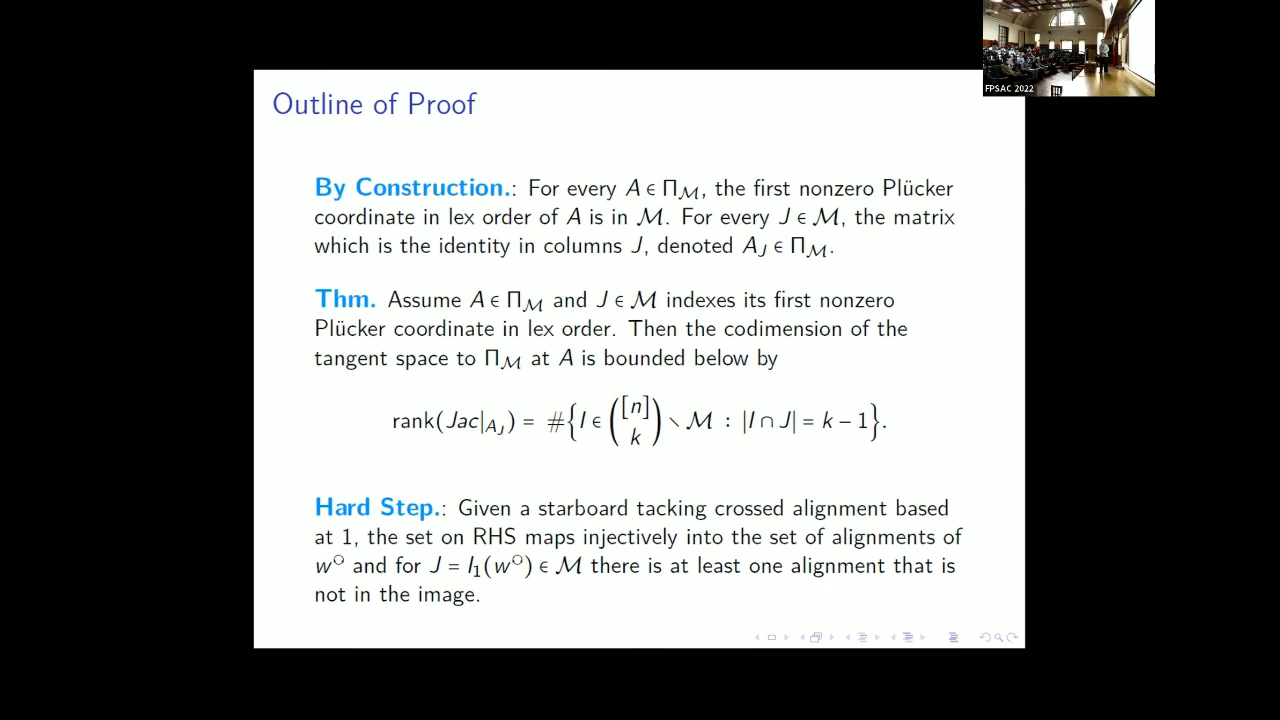 FPSAC 2022
Outline of Proof
By Construction.: For every A ∈ Π_ℳ, the first nonzero Plücker
coordinate in lex order of A is in ℳ. For every J ∈ ℳ, the matrix
which is the identity in columns J, denoted A_J ∈ Π_ℳ.
Thm. Assume A ∈ Π_ℳ and J ∈ ℳ indexes its first nonzero
Plücker coordinate in lex order. Then the codimension of the
tangent space to Π_ℳ at A is bounded below by
rank(Jac|_{A_J}) = #{I ∈ ([n] k) \ ℳ : |I ∩ J| = k − 1}.
Hard Step.: Given a starboard tacking crossed alignment based
at 1, the set on RHS maps injectively into the set of alignments of
w^○ and for J = I_1(w^○) ∈ ℳ there is at least one alignment that is
not in the image.